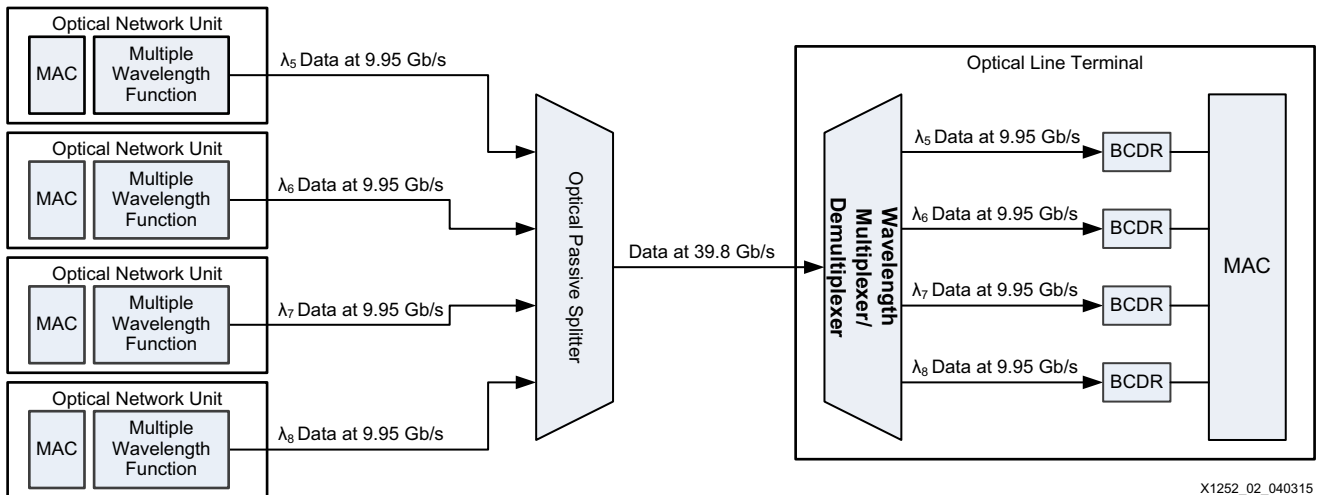 Optical Network Unit
MAC
Multiple
Wavelength
Function
λ5 Data at 9.95 Gb/s
Optical Network Unit
MAC
Multiple
Wavelength
Function
λ6 Data at 9.95 Gb/s
Optical Network Unit
MAC
Multiple
Wavelength
Function
λ7 Data at 9.95 Gb/s
Optical Network Unit
MAC
Multiple
Wavelength
Function
λ8 Data at 9.95 Gb/s
Optical Passive Splitter
Data at 39.8 Gb/s
Optical Line Terminal
Wavelength
Multiplexer/
Demultiplexer
λ5 Data at 9.95 Gb/s
BCDR
λ6 Data at 9.95 Gb/s
BCDR
λ7 Data at 9.95 Gb/s
BCDR
λ8 Data at 9.95 Gb/s
BCDR
MAC
X1252_02_040315